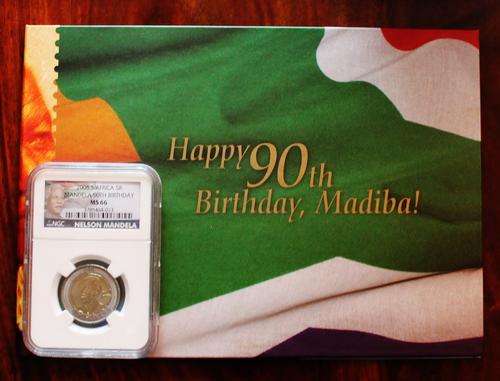 Happy 90th
Birthday, Madiba!
2008 S.AFRICA 5R
MANDELA 90TH BIRTHDAY
MS 66
NGC
NELSON MANDELA